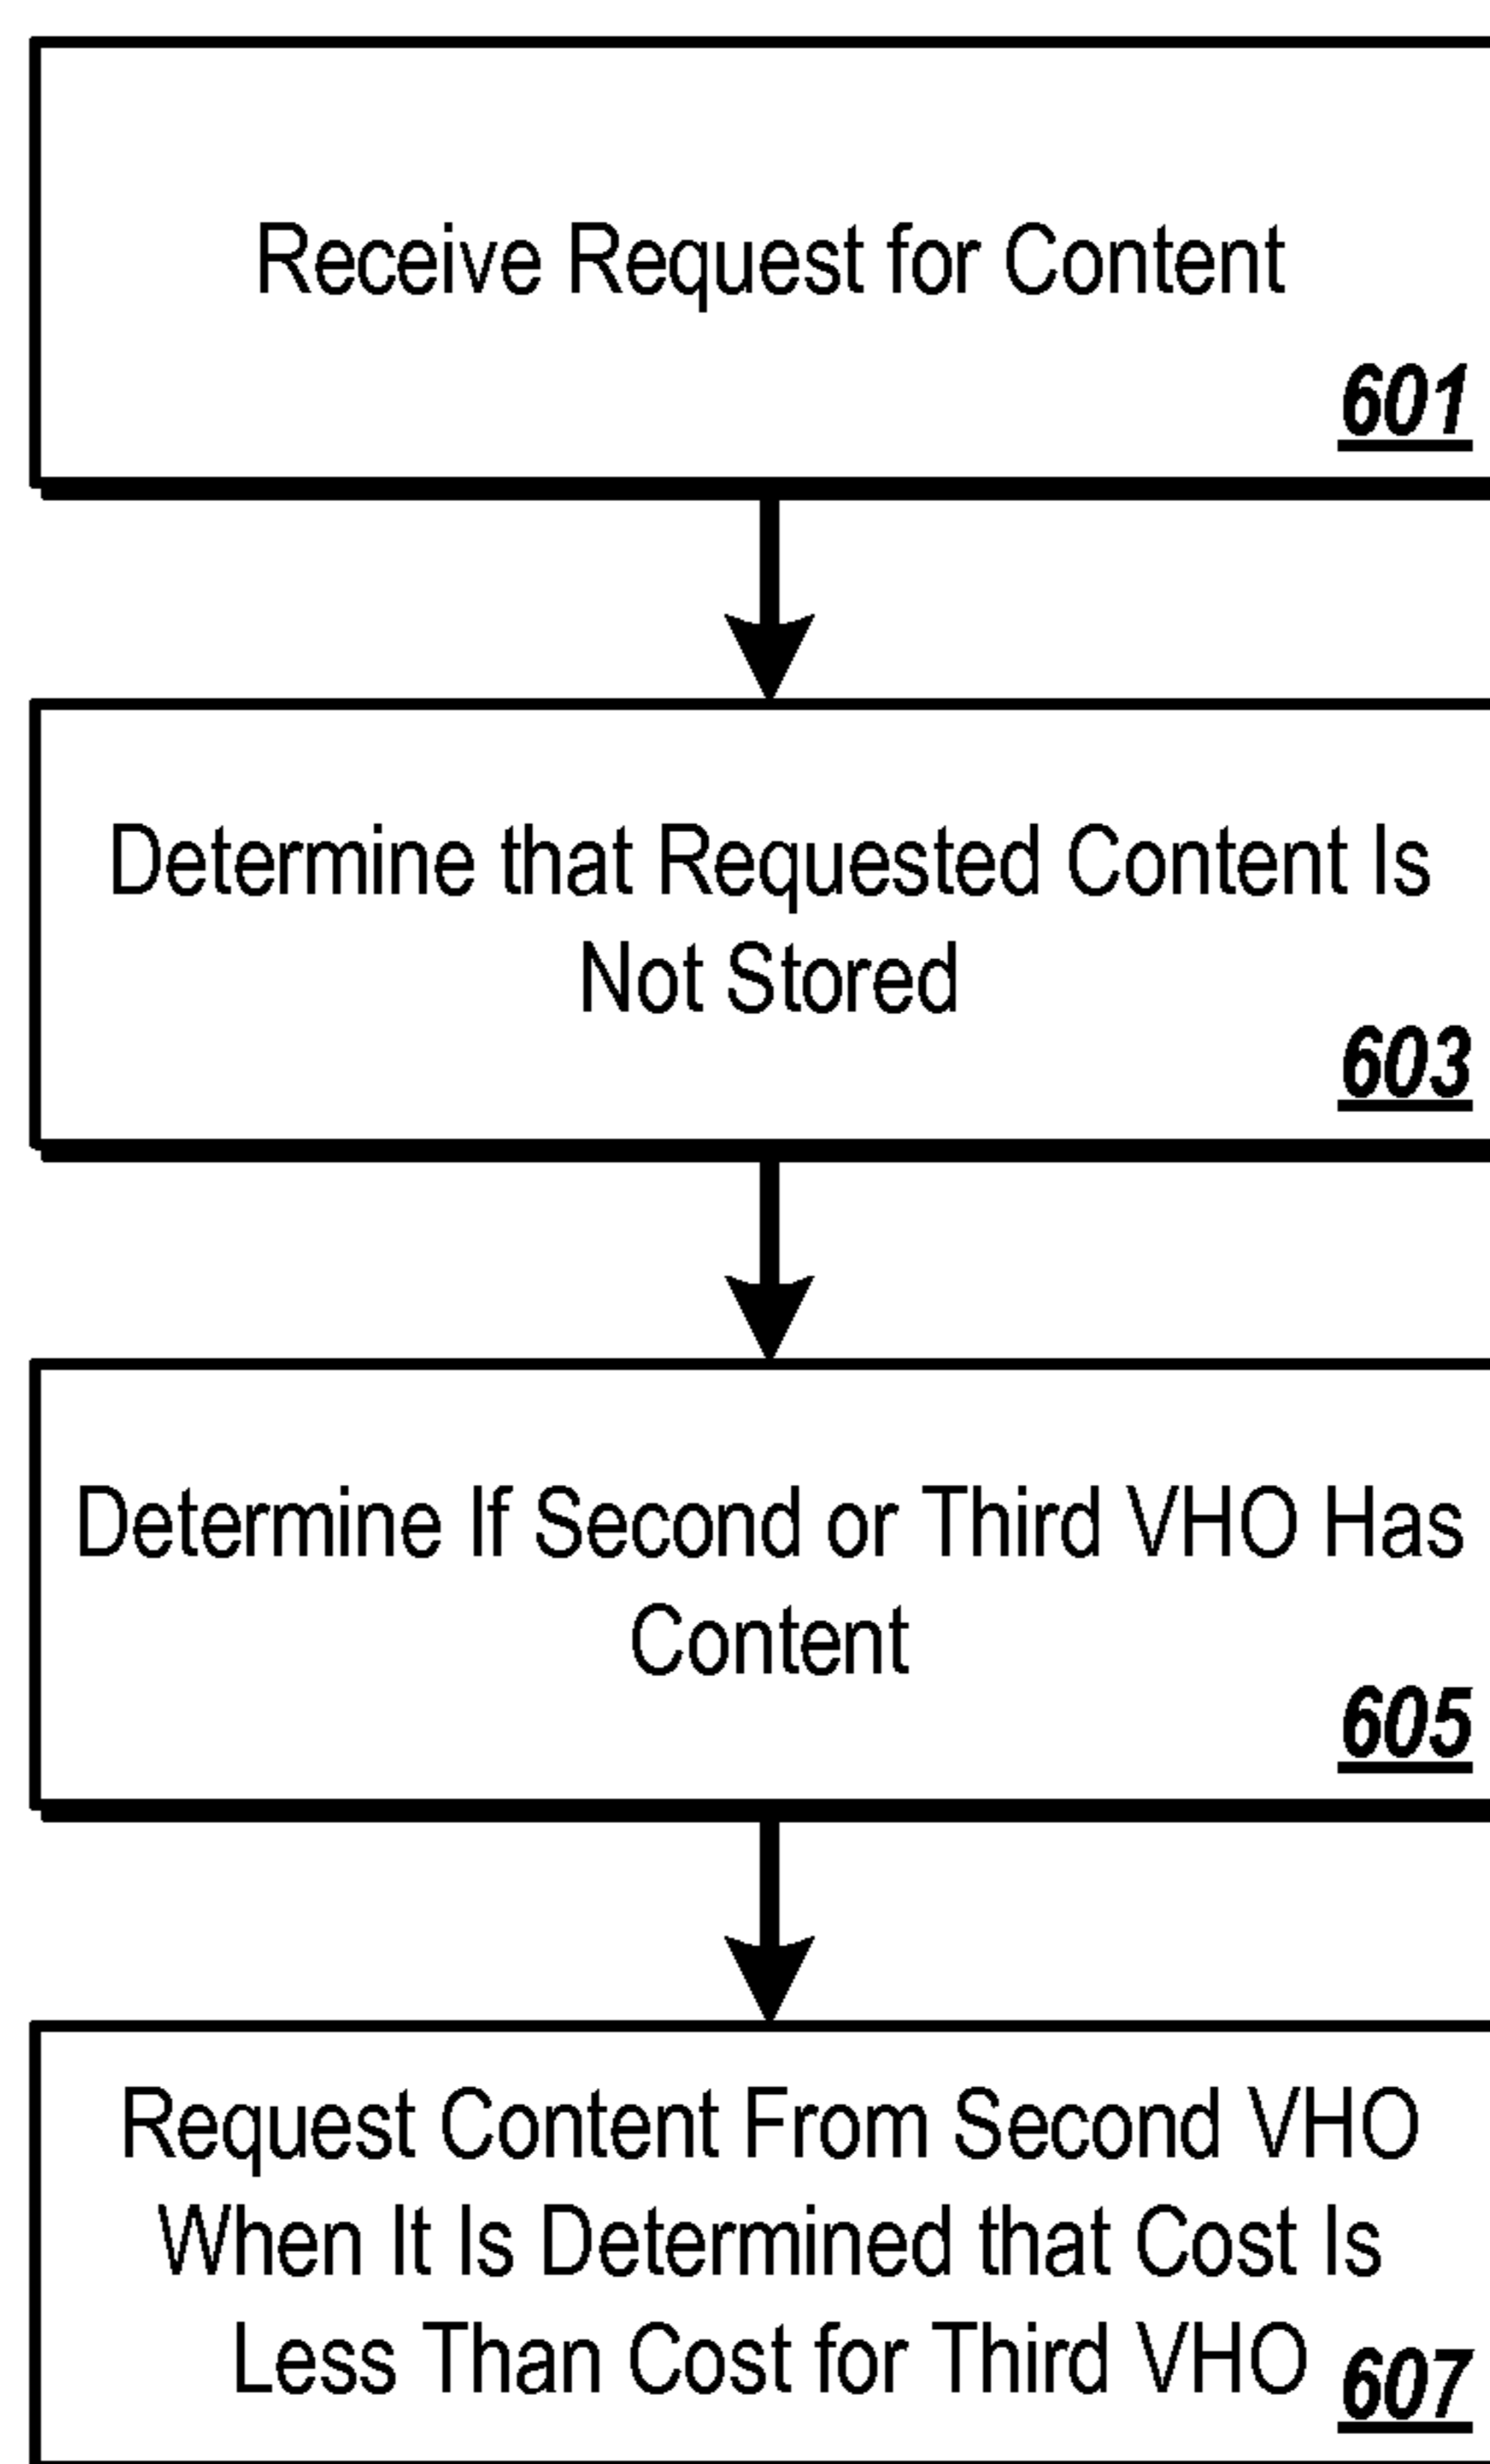 Receive Request for Content
601
Determine that Requested Content Is
Not Stored
603
Determine If Second or Third VHO Has
Content
605
Request Content From Second VHO
When It Is Determined that Cost Is
Less Than Cost for Third VHO
607